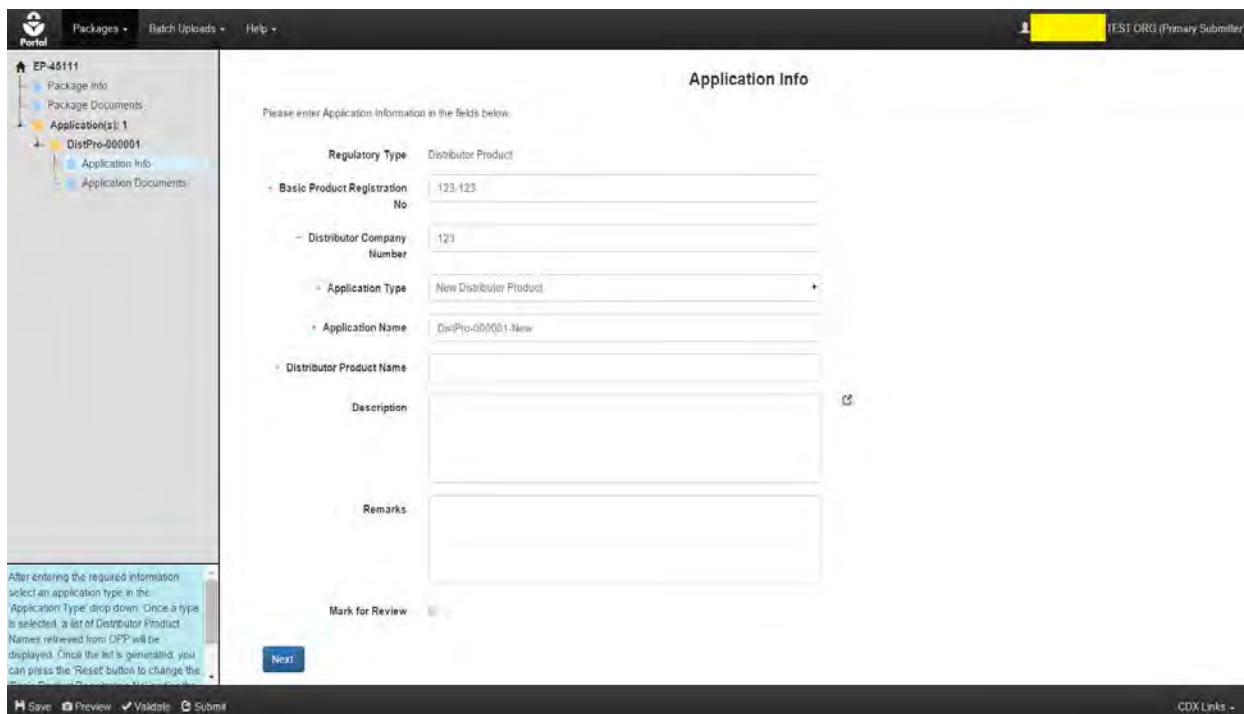 Portal
Packages
Batch Uploads
Help
TEST ORG (Primary Submitter
EP-45111
Package Info
Package Documents
Application(s): 1
DistPro-000001
Application Info
Application Documents
Application Info
Please enter Application Information in the fields below.
Regulatory Type
Distributor Product
* Basic Product Registration
No
123-123
Distributor Company
Number
123
* Application Type
New Distributor Product
* Application Name
DistPro-000001-New
* Distributor Product Name
Description
Remarks
Mark for Review
Next
After entering the required information
select an application type in the
'Application Type' drop down. Once a type
is selected, a list of Distributor Product
Names retrieved from OPP will be
displayed. Once the list is generated, you
can press the 'Reset' button to change the
Save Preview Validate Submit
CDX Links